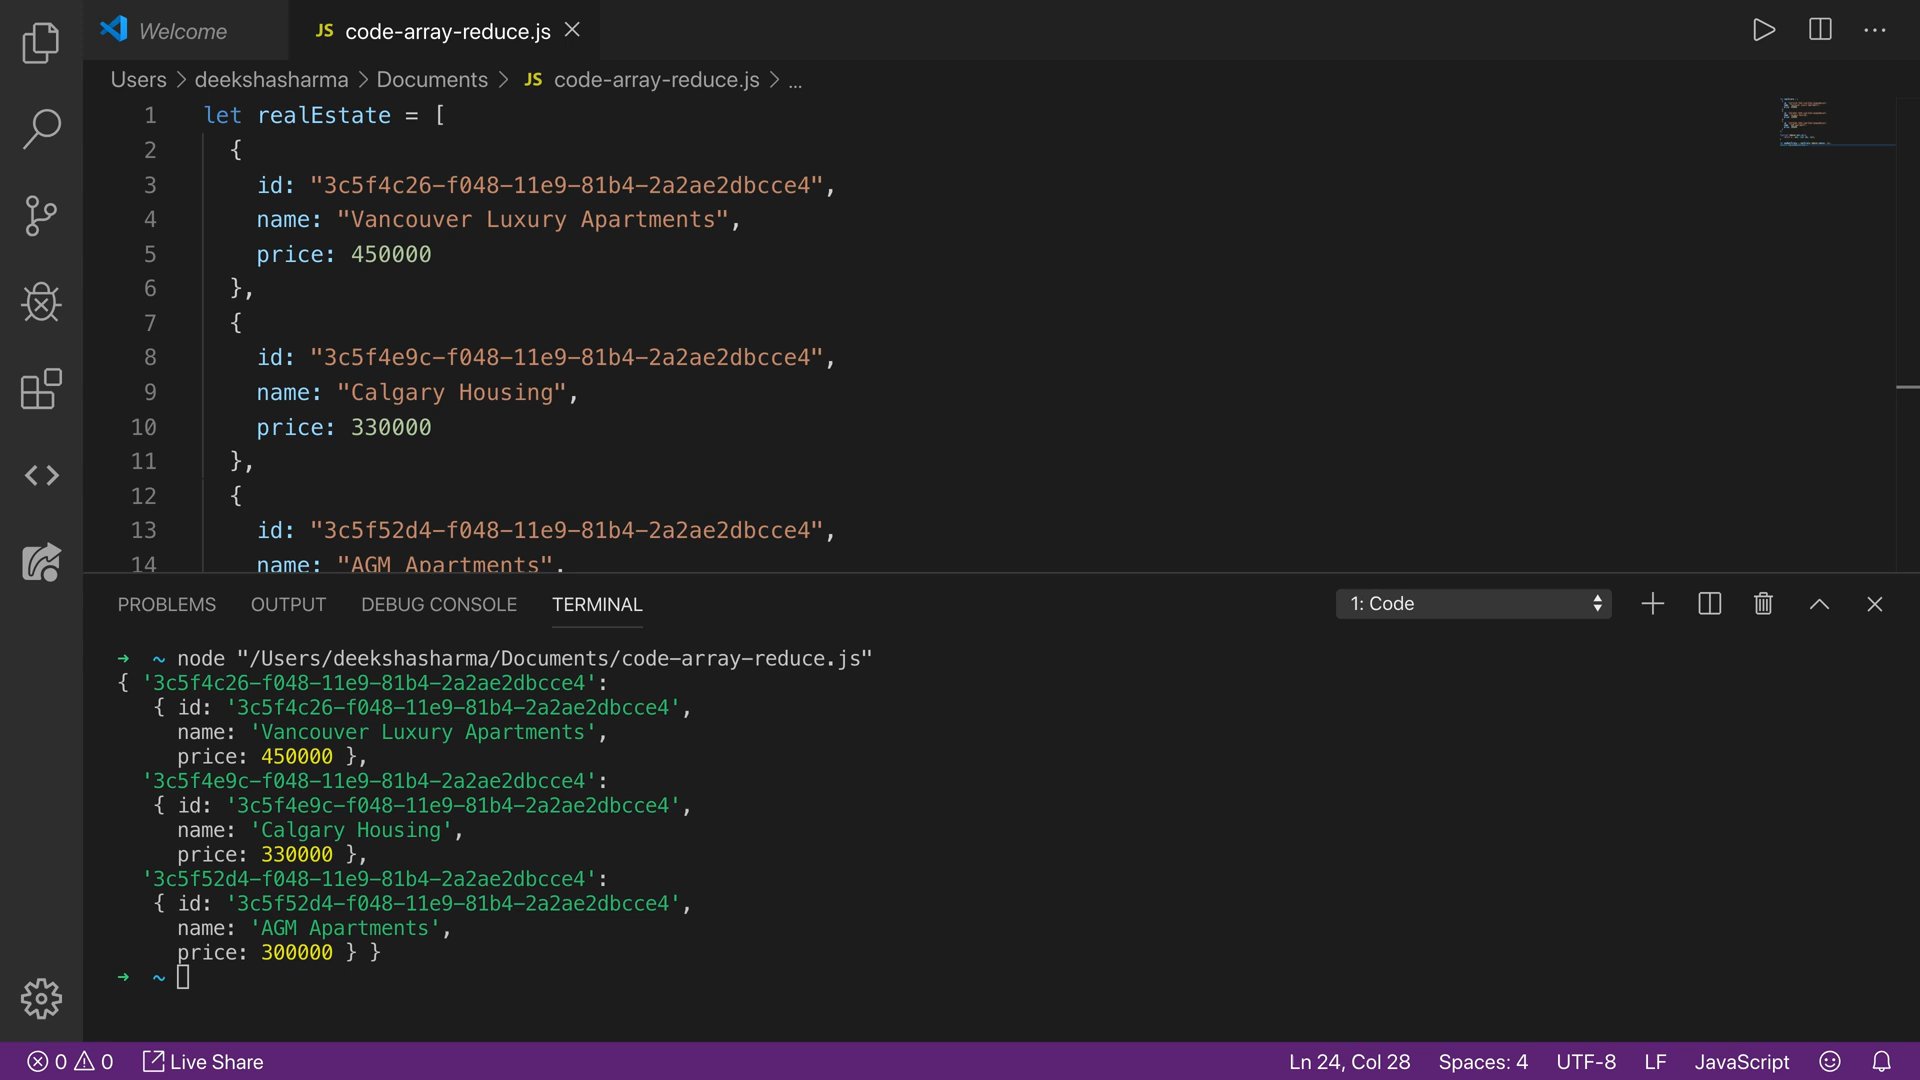 Welcome
JS code-array-reduce.js
Users > deekshasharma > Documents > JS code-array-reduce.js > ...
1 let realEstate = [
2 {
3 id: "3c5f4c26-f048-11e9-81b4-2a2ae2dbcce4",
4 name: "Vancouver Luxury Apartments",
5 price: 450000
6 },
7 {
8 id: "3c5f4e9c-f048-11e9-81b4-2a2ae2dbcce4",
9 name: "Calgary Housing",
10 price: 330000
11 },
12 {
13 id: "3c5f52d4-f048-11e9-81b4-2a2ae2dbcce4",
14 name: "AGM Apartments",
PROBLEMS OUTPUT DEBUG CONSOLE TERMINAL 1: Code
➜ ~ node "/Users/deekshasharma/Documents/code-array-reduce.js"
{ '3c5f4c26-f048-11e9-81b4-2a2ae2dbcce4':
{ id: '3c5f4c26-f048-11e9-81b4-2a2ae2dbcce4',
name: 'Vancouver Luxury Apartments',
price: 450000 },
'3c5f4e9c-f048-11e9-81b4-2a2ae2dbcce4':
{ id: '3c5f4e9c-f048-11e9-81b4-2a2ae2dbcce4',
name: 'Calgary Housing',
price: 330000 },
'3c5f52d4-f048-11e9-81b4-2a2ae2dbcce4':
{ id: '3c5f52d4-f048-11e9-81b4-2a2ae2dbcce4',
name: 'AGM Apartments',
price: 300000 } }
➜ ~
0 0 Live Share Ln 24, Col 28 Spaces: 4 UTF-8 LF JavaScript